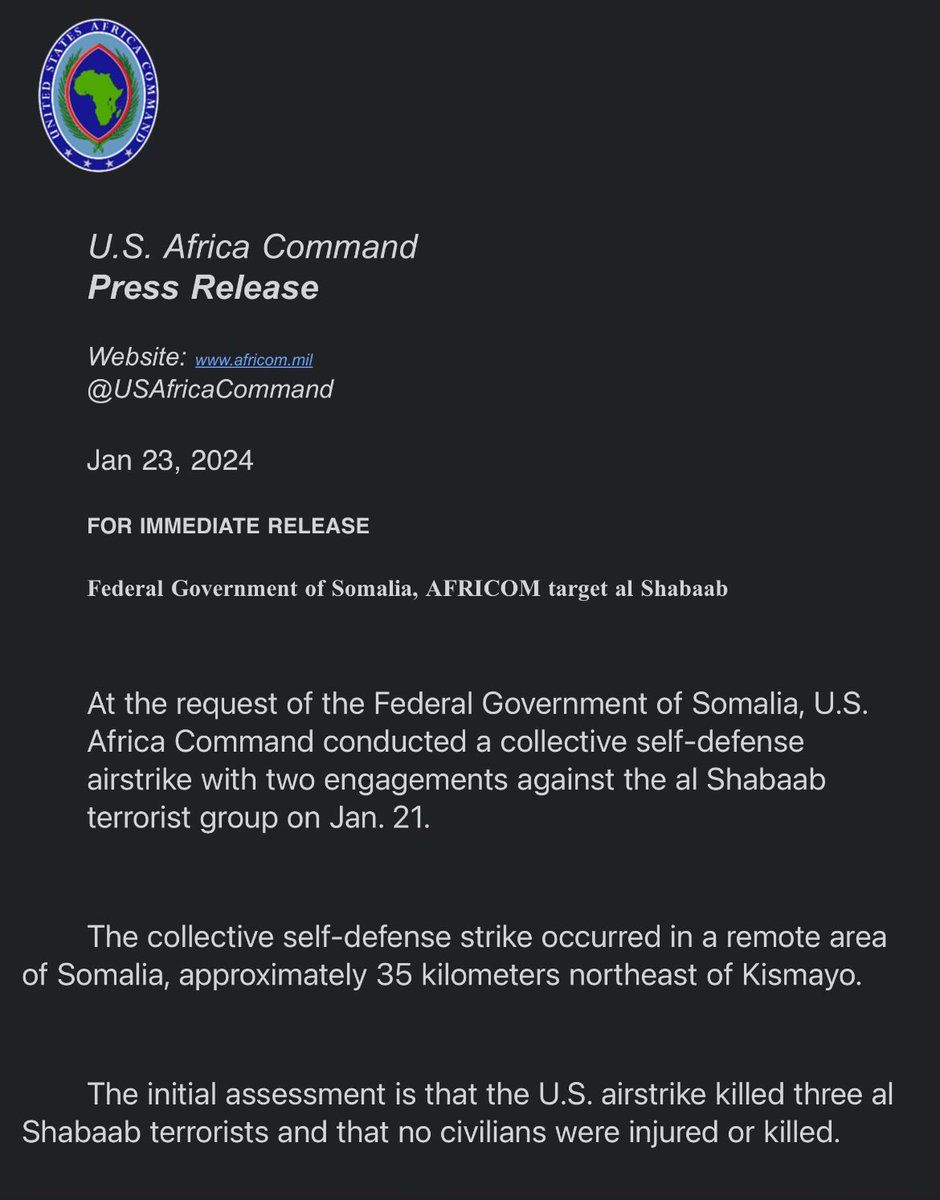 UNITED STATES AFRICA COMMAND
U.S. Africa Command
Press Release
Website: www.africom.mil
@USAfricaCommand
Jan 23, 2024
FOR IMMEDIATE RELEASE
Federal Government of Somalia, AFRICOM target al Shabaab
At the request of the Federal Government of Somalia, U.S.
Africa Command conducted a collective self-defense
airstrike with two engagements against the al Shabaab
terrorist group on Jan. 21.
The collective self-defense strike occurred in a remote area
of Somalia, approximately 35 kilometers northeast of Kismayo.
The initial assessment is that the U.S. airstrike killed three al
Shabaab terrorists and that no civilians were injured or killed.